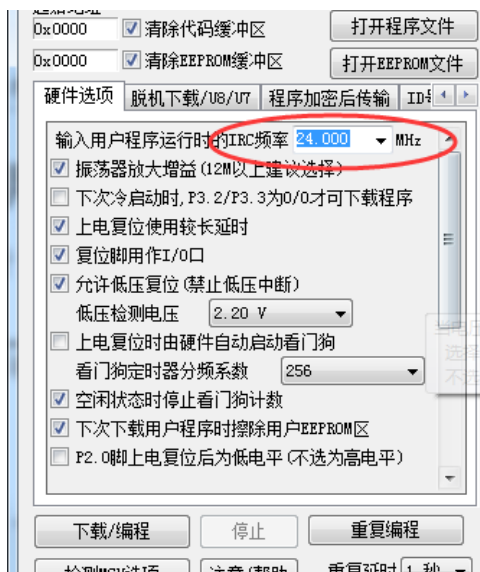 0x0000 清除代码缓冲区 打开程序文件
0x0000 清除EEPROM缓冲区 打开EEPROM文件
硬件选项 脱机下载/U8/U7 程序加密后传输
输入用户程序运行时的IRC频率 24.000 MHz
振荡器放大增益(12M以上建议选择)
下次冷启动时,P3.2/P3.3为0/0才可下载程序
上电复位使用较长延时
复位脚用作I/O口
允许低压复位(禁止低压中断)
低压检测电压 2.20 V
上电复位时由硬件自动启动看门狗
看门狗定时器分频系数 256
空闲状态时停止看门狗计数
下次下载用户程序时擦除用户EEPROM区
P2.0脚上电复位后为低电平(不选为高电平)
下载/编程 停止 重复编程